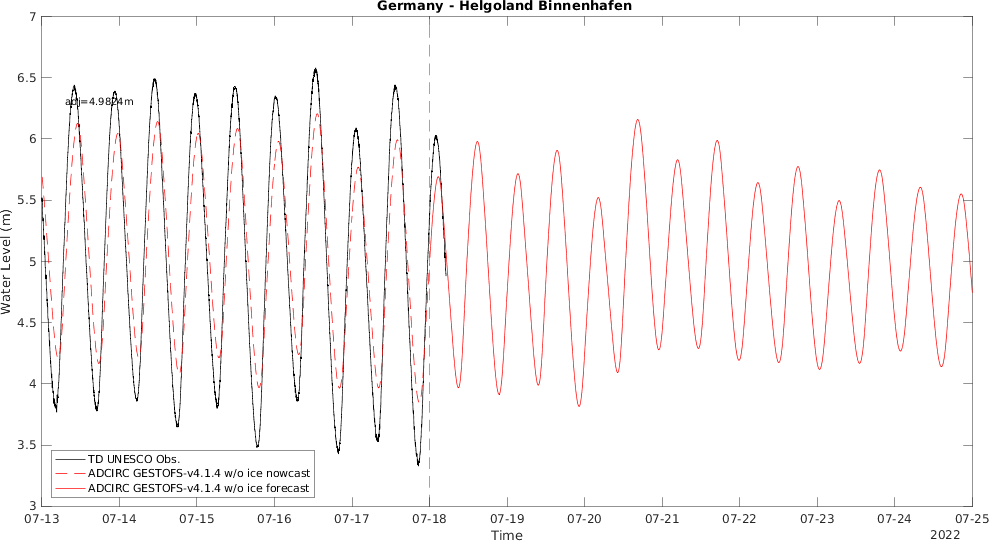 Germany - Helgoland Binnenhafen
7
6.5
6
5.5
5
4.5
4
3.5
3
Water Level (m)
adj=4.9824m
TD UNESCO Obs.
ADCIRC GESTOFS-v4.1.4 w/o ice nowcast
ADCIRC GESTOFS-v4.1.4 w/o ice forecast
07-13 07-14 07-15 07-16 07-17 07-18 07-19 07-20 07-21 07-22 07-23 07-24 07-25
Time
2022